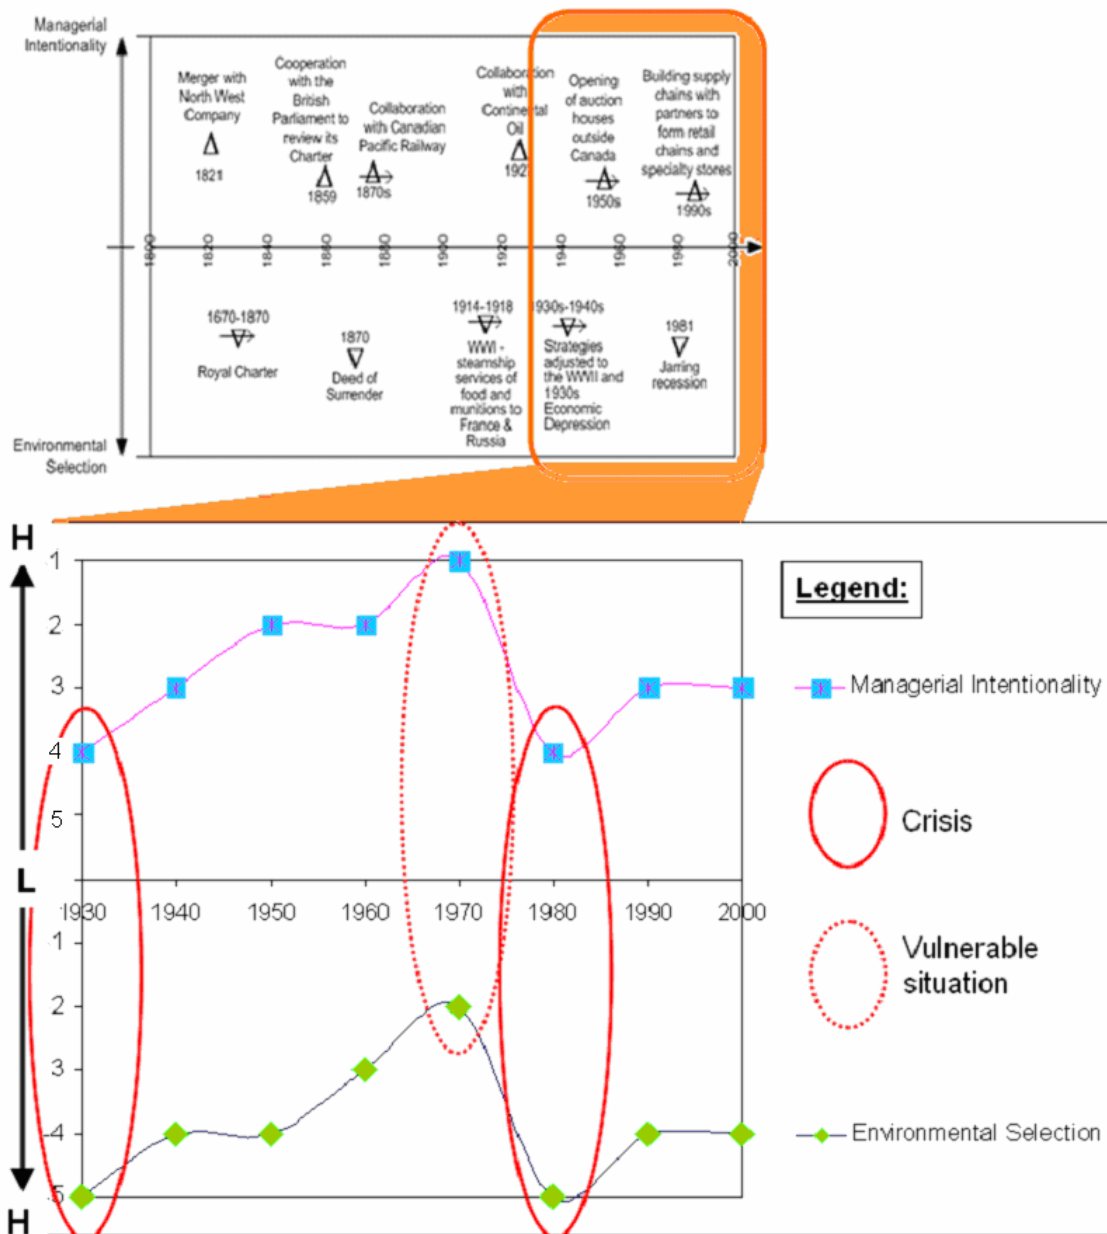 Managerial
Intentionality
Merger with
North West
Company
1821
Cooperation
with the
British
Parliament to
review its
Charter
1859
Collaboration
with Canadian
Pacific Railway
1870s
Collaboration
with
Continental
Oil
192
Opening
of auction
houses
outside
Canada
1950s
Building supply
chains with
partners to
form retail
chains and
specialty stores
1990s
1800
1820
1840
1860
1880
1900
1920
1940
1960
1980
2000
1670-1870
Royal Charter
1870
Deed of
Surrender
1914-1918
WWI -
steamship
services of
food and
munitions to
France &
Russia
1930s-1940s
Strategies
adjusted to
the WWII and
1930s
Economic
Depression
1981
Jarring
recession
Environmental
Selection
H
1
2
3
4
5
L
1930 1940 1950 1960 1970 1980 1990 2000
1
2
3
4
5
H
Legend:
Managerial Intentionality
Crisis
Vulnerable
situation
Environmental Selection